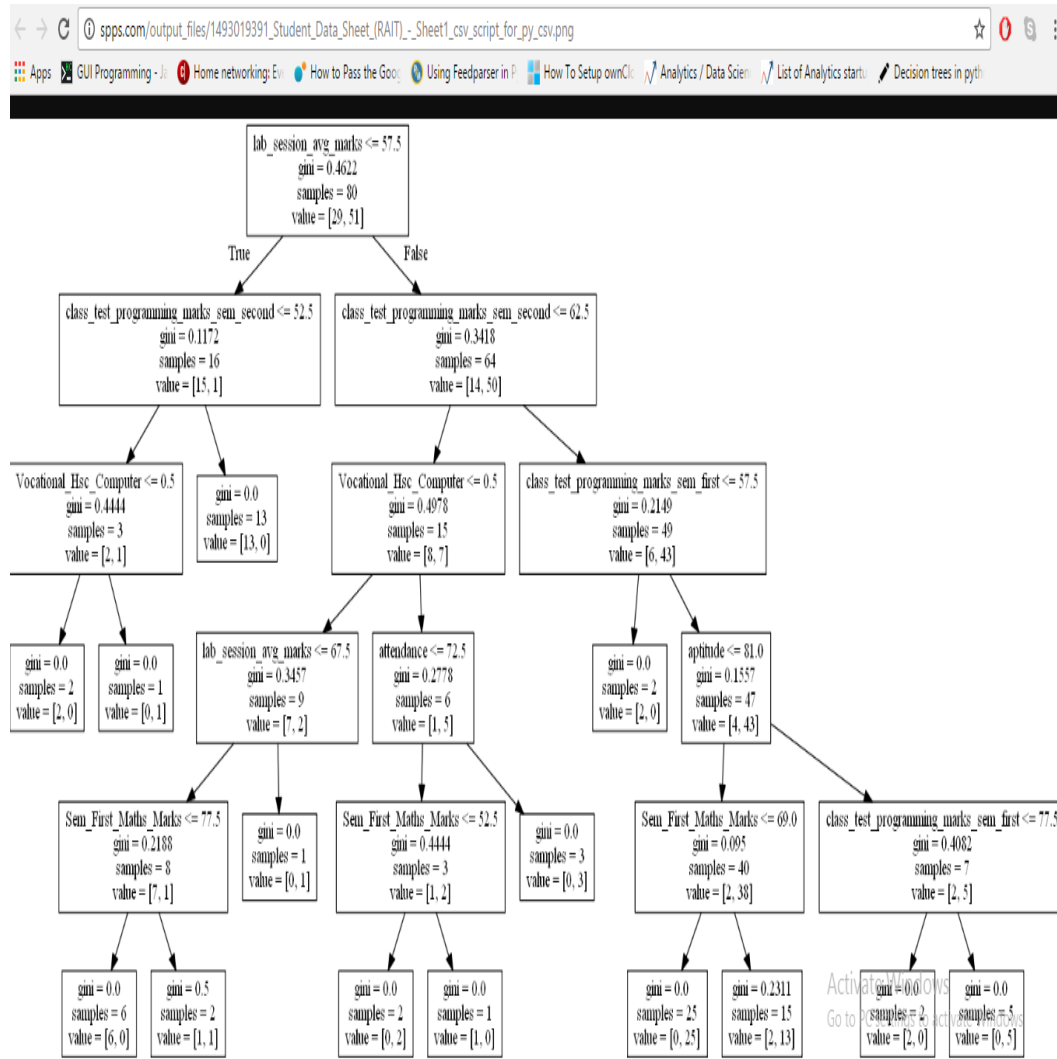 spps.com/output_files/1493019391_Student_Data_Sheet_(RAIT)_-_Sheet1_csv_script_for_py_csv.png
Apps GUI Programming - Ja Home networking: Eve How to Pass the Goog Using Feedparser in P How To Setup ownClo Analytics / Data Scien List of Analytics startu Decision trees in pyth
lab_session_avg_marks <= 57.5
gini = 0.4622
samples = 80
value = [29, 51]
True
False
class_test_programming_marks_sem_second <= 52.5
gini = 0.1172
samples = 16
value = [15, 1]
class_test_programming_marks_sem_second <= 62.5
gini = 0.3418
samples = 64
value = [14, 50]
Vocational_Hsc_Computer <= 0.5
gini = 0.4444
samples = 3
value = [2, 1]
gini = 0.0
samples = 13
value = [13, 0]
Vocational_Hsc_Computer <= 0.5
gini = 0.4978
samples = 15
value = [8, 7]
class_test_programming_marks_sem_first <= 57.5
gini = 0.2149
samples = 49
value = [6, 43]
gini = 0.0
samples = 2
value = [2, 0]
gini = 0.0
samples = 1
value = [0, 1]
lab_session_avg_marks <= 67.5
gini = 0.3457
samples = 9
value = [7, 2]
attendance <= 72.5
gini = 0.2778
samples = 6
value = [1, 5]
gini = 0.0
samples = 2
value = [2, 0]
aptitude <= 81.0
gini = 0.1557
samples = 47
value = [4, 43]
Sem_First_Maths_Marks <= 77.5
gini = 0.2188
samples = 8
value = [7, 1]
gini = 0.0
samples = 1
value = [0, 1]
Sem_First_Maths_Marks <= 52.5
gini = 0.4444
samples = 3
value = [1, 2]
gini = 0.0
samples = 3
value = [0, 3]
Sem_First_Maths_Marks <= 69.0
gini = 0.095
samples = 40
value = [2, 38]
class_test_programming_marks_sem_first <= 77.5
gini = 0.4082
samples = 7
value = [2, 5]
gini = 0.0
samples = 6
value = [6, 0]
gini = 0.5
samples = 2
value = [1, 1]
gini = 0.0
samples = 2
value = [0, 2]
gini = 0.0
samples = 1
value = [1, 0]
gini = 0.0
samples = 25
value = [0, 25]
gini = 0.2311
samples = 15
value = [2, 13]
gini = 0.0
samples = 2
value = [2, 0]
gini = 0.0
samples = 5
value = [0, 5]
Activate Windows
Go to PC settings to activate Windows.